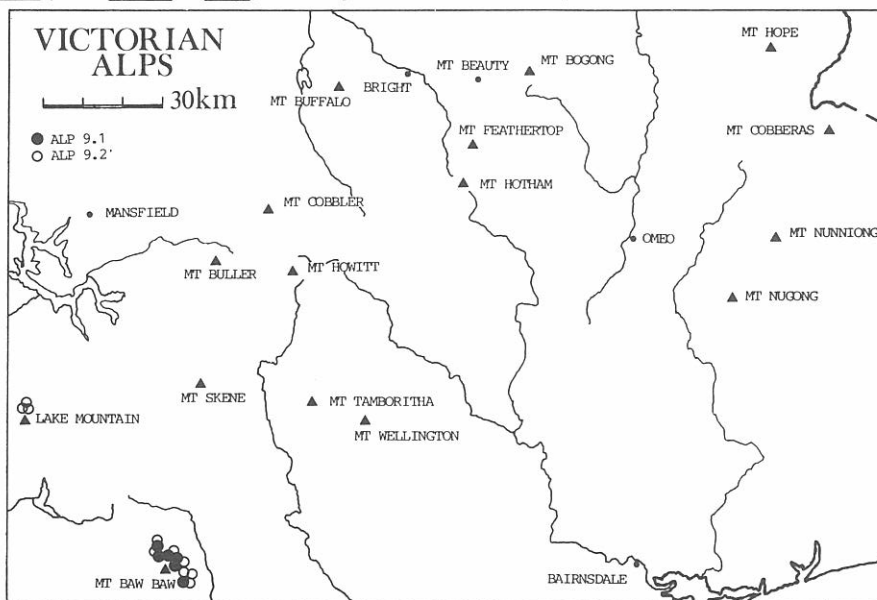 VICTORIAN
ALPS
30km
ALP 9.1
ALP 9.2'
MT HOPE
MT BEAUTY
MT BOGONG
BRIGHT
MT BUFFALO
MT FEATHERTOP
MT COBBERAS
MT HOTHAM
MANSFIELD
MT COBBLER
OMEO
MT NUNNIONG
MT BULLER
MT HOWITT
MT NUGONG
MT SKENE
MT TAMBORITHA
LAKE MOUNTAIN
MT WELLINGTON
MT BAW BAW
BAIRNSDALE